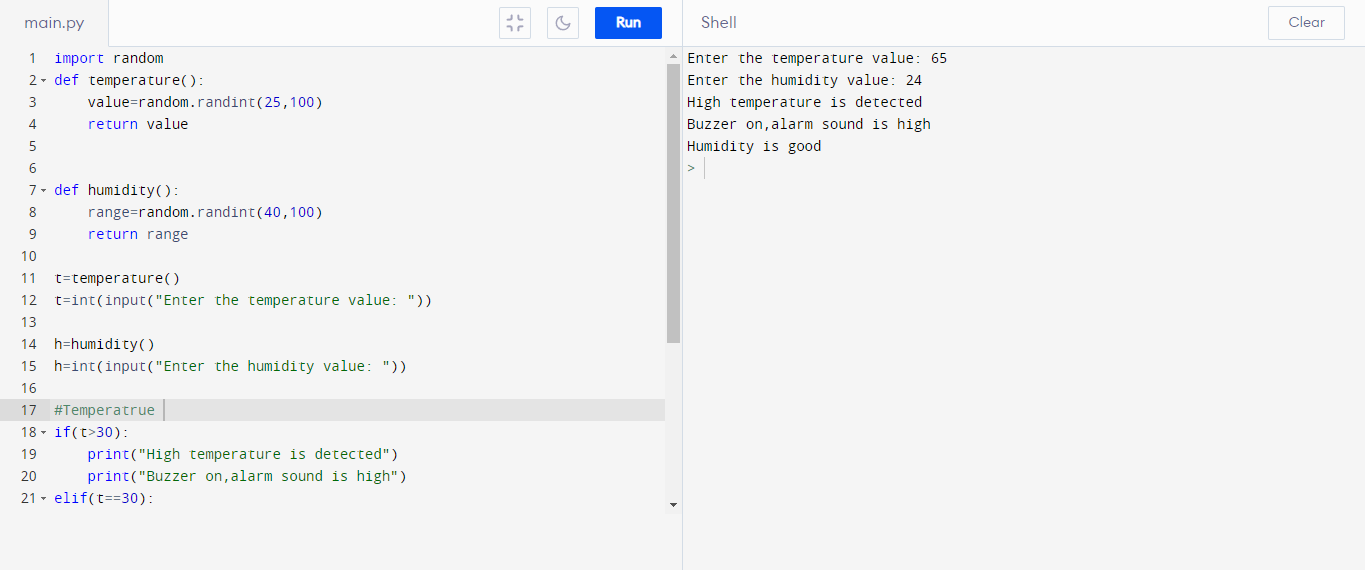 main.py
Run
1 import random
2 def temperature():
3     value=random.randint(25,100)
4     return value
5
6
7 def humidity():
8     range=random.randint(40,100)
9     return range
10
11 t=temperature()
12 t=int(input("Enter the temperature value: "))
13
14 h=humidity()
15 h=int(input("Enter the humidity value: "))
16
17 #Temperatrue
18 if(t>30):
19     print("High temperature is detected")
20     print("Buzzer on,alarm sound is high")
21 elif(t==30):
Shell
Clear
Enter the temperature value: 65
Enter the humidity value: 24
High temperature is detected
Buzzer on,alarm sound is high
Humidity is good
>